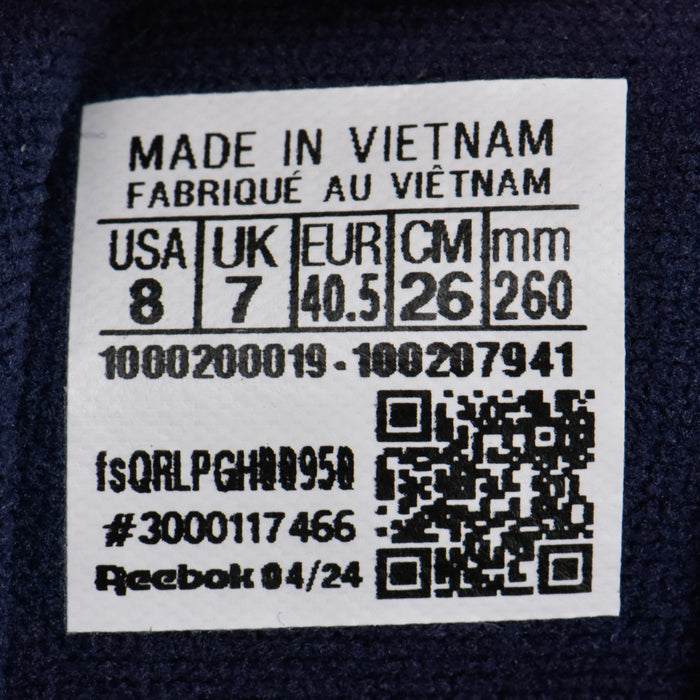 MADE IN VIETNAM
FABRIQUÉ AU VIÊTNAM
USA UK EUR CM mm
8 7 40.5 26 260
1000200019-100207941
fsQRLPGH00950
#3000117466
Reebok 04/24